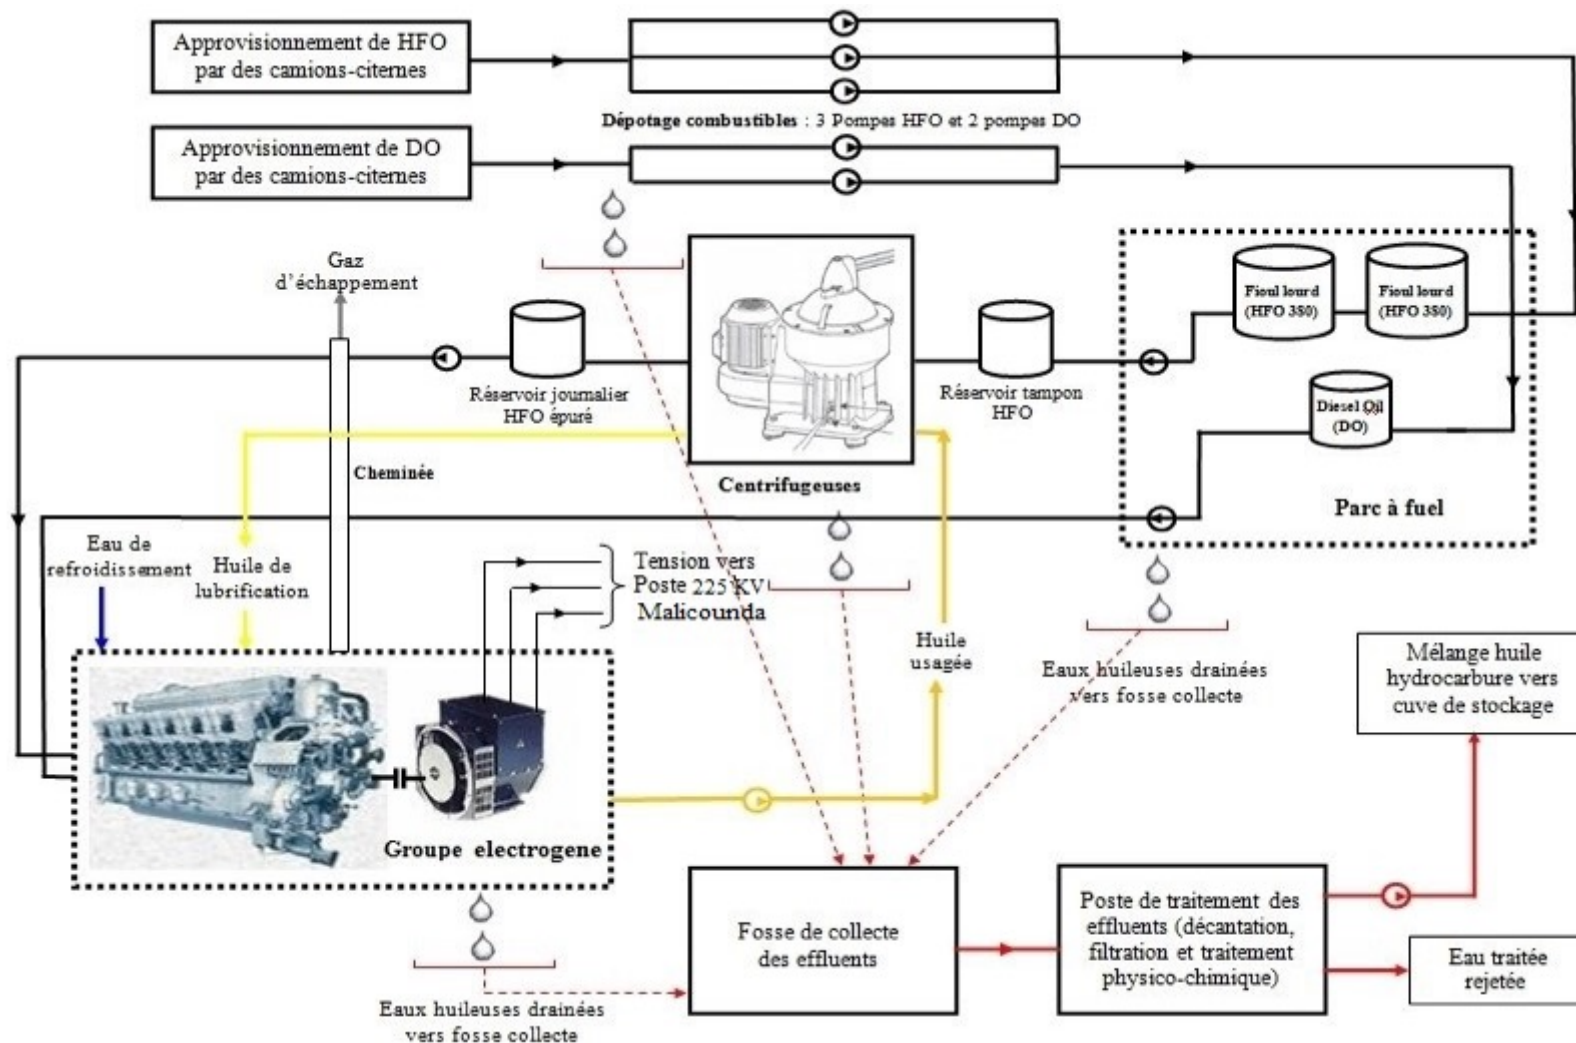 Approvisionnement de HFO
par des camions-citernes
Dépotage combustibles : 3 Pompes HFO et 2 pompes DO
Approvisionnement de DO
par des camions-citernes
Gaz
d'échappement
Fioul lourd
(HFO 380)
Fioul lourd
(HFO 380)
Réservoir journalier
HFO épuré
Réservoir tampon
HFO
Diesel Oil
(DO)
Cheminée
Centrifugeuses
Parc à fuel
Eau de
refroidissement
Huile de
lubrification
Tension vers
Poste 225 KV
Malicounda
Huile
usagée
Eaux huileuses drainées
vers fosse collecte
Mélange huile
hydrocarbure vers
cuve de stockage
Groupe electrogene
Fosse de collecte
des effluents
Poste de traitement des
effluents (décantation,
filtration et traitement
physico-chimique)
Eau traitée
rejetée
Eaux huileuses drainées
vers fosse collecte